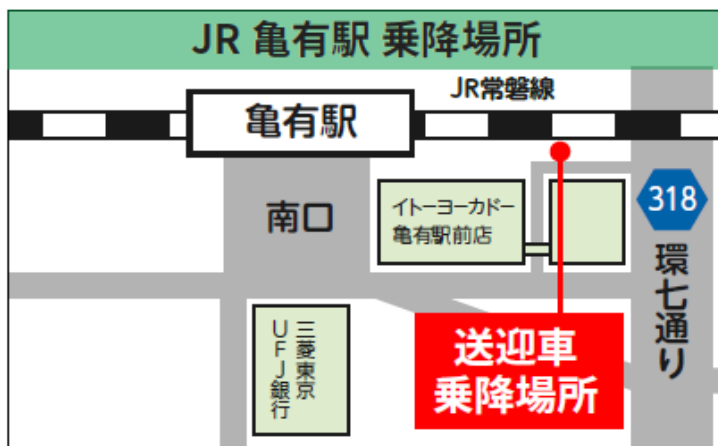 JR 亀有駅 乗降場所
JR常磐線
亀有駅
南口
イトーヨーカドー
亀有駅前店
318
環七通り
三菱東京
UFJ銀行
送迎車
乗降場所